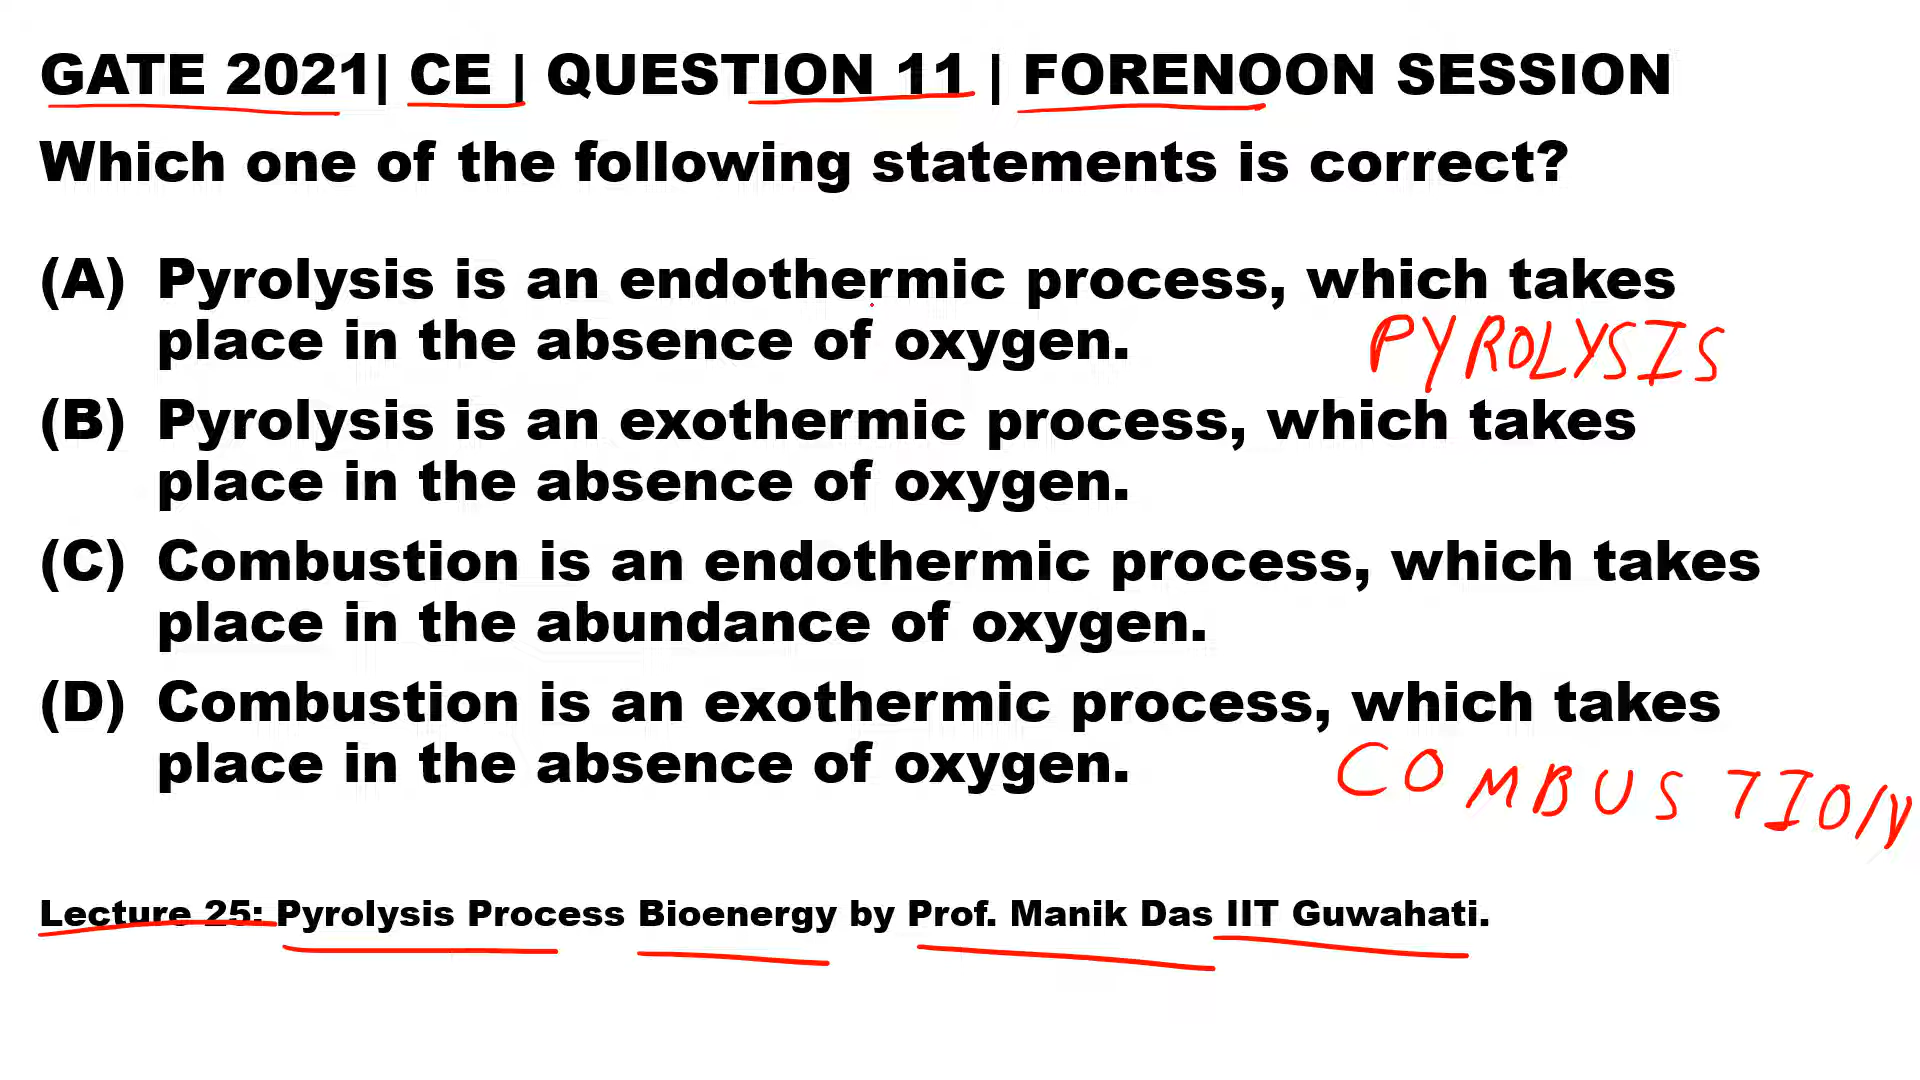 GATE 2021| CE | QUESTION 11 | FORENOON SESSION
Which one of the following statements is correct?
(A) Pyrolysis is an endothermic process, which takes
place in the absence of oxygen.
PYROLYSIS
(B) Pyrolysis is an exothermic process, which takes
place in the absence of oxygen.
(C) Combustion is an endothermic process, which takes
place in the abundance of oxygen.
(D) Combustion is an exothermic process, which takes
place in the absence of oxygen.
COMBUSTION
Lecture 25: Pyrolysis Process Bioenergy by Prof. Manik Das IIT Guwahati.